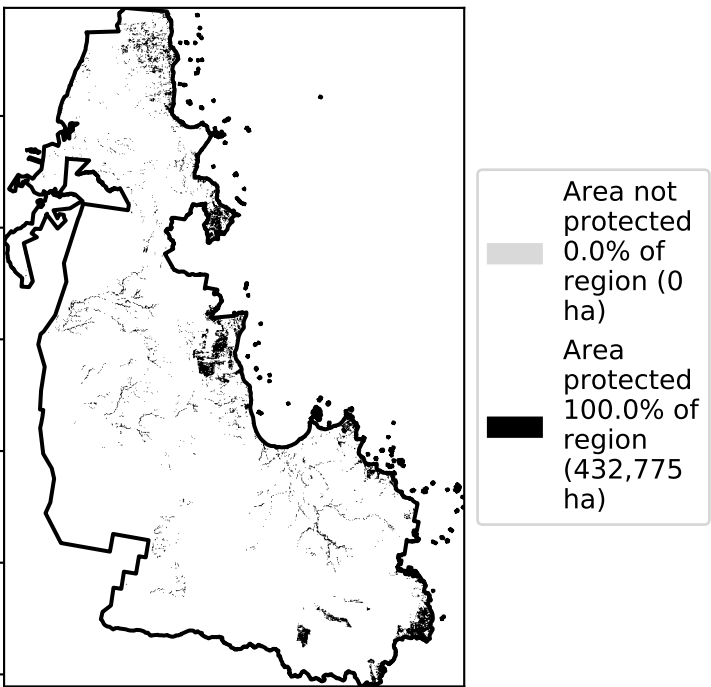 Area not
protected
0.0% of
region (0
ha)
Area
protected
100.0% of
region
(432,775
ha)